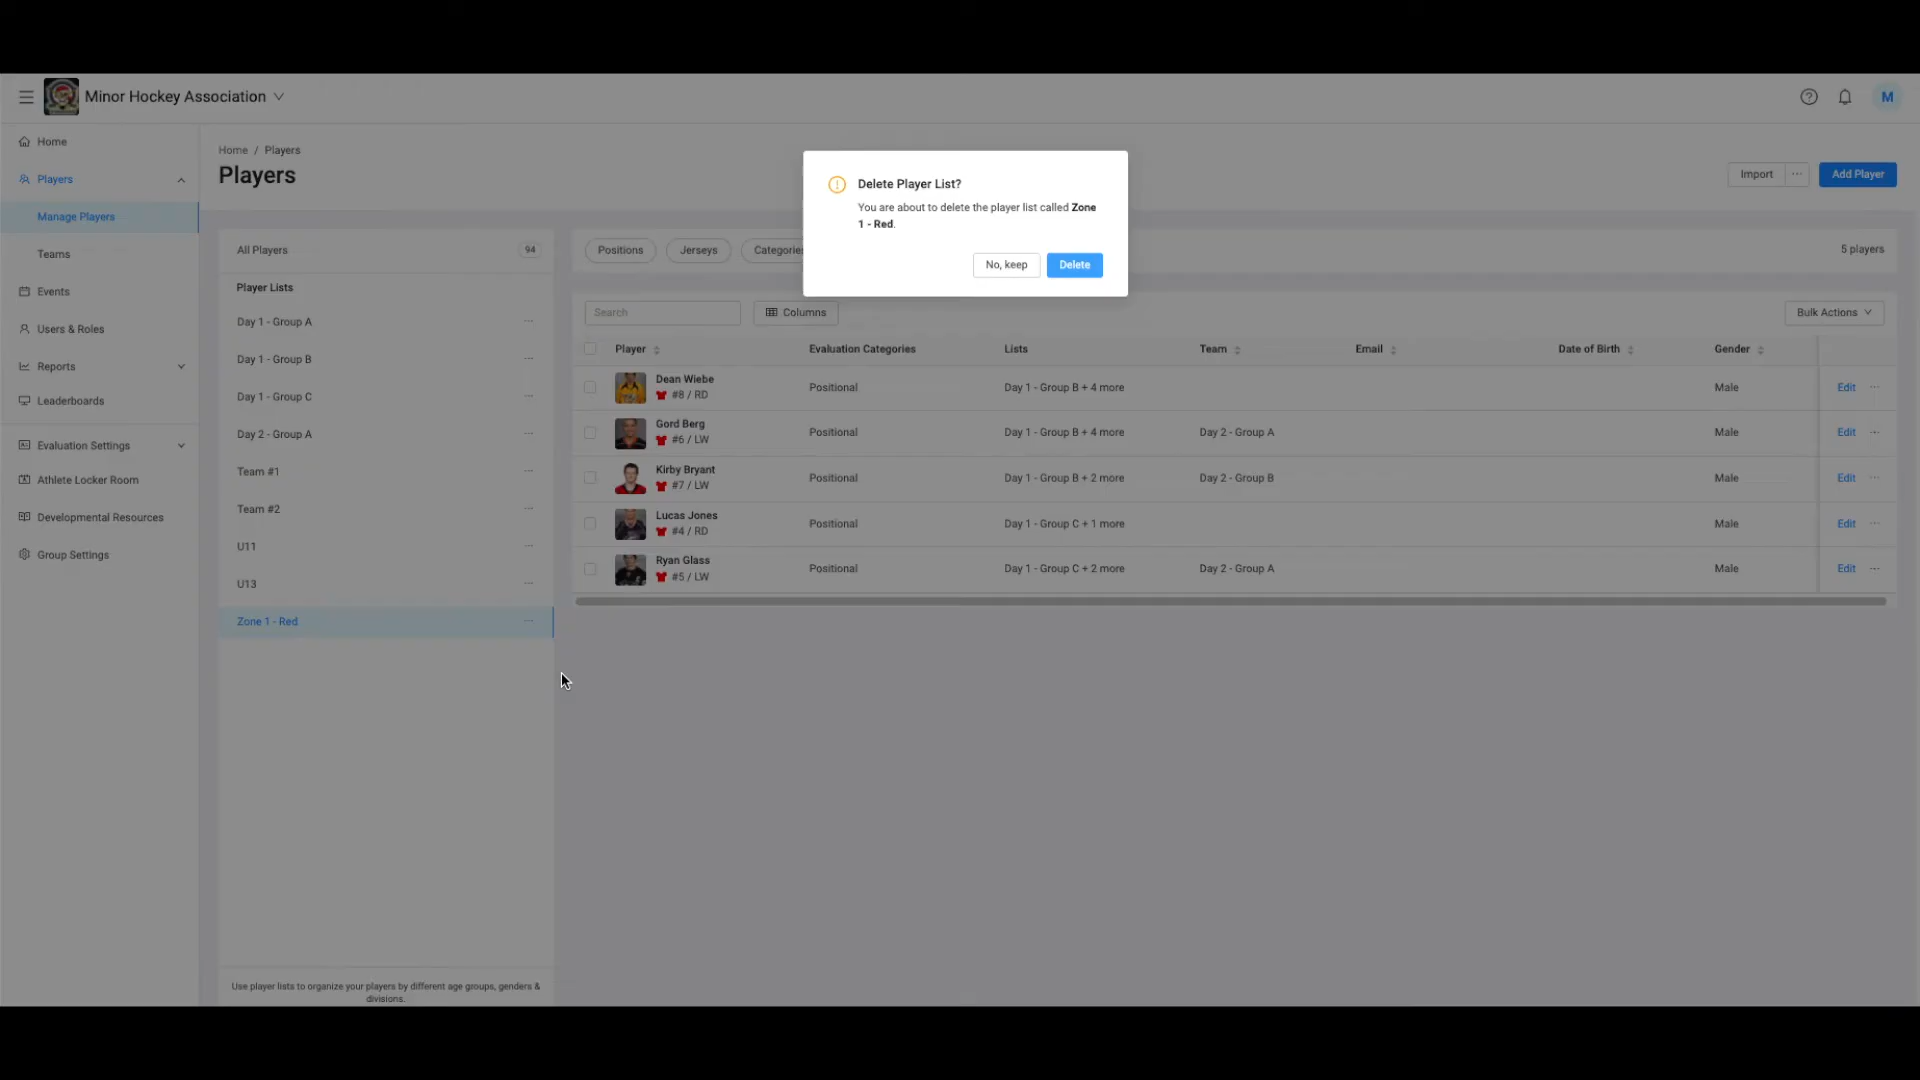 Minor Hockey Association
M
Home
Players
Manage Players
Teams
Events
Users & Roles
Reports
Leaderboards
Evaluation Settings
Athlete Locker Room
Developmental Resources
Group Settings
Home / Players
Players
Import
Add Player
All Players 94
Player Lists
Day 1 - Group A
Day 1 - Group B
Day 1 - Group C
Day 2 - Group A
Team #1
Team #2
U11
U13
Zone 1 - Red
Use player lists to organize your players by different age groups, genders &
divisions.
Delete Player List?
You are about to delete the player list called Zone
1 - Red.
No, keep Delete
Positions Jerseys Categories 5 players
Search Columns Bulk Actions
Player Evaluation Categories Lists Team Email Date of Birth Gender
Dean Wiebe
#8 / RD Positional Day 1 - Group B + 4 more Male Edit
Gord Berg
#6 / LW Positional Day 1 - Group B + 4 more Day 2 - Group A Male Edit
Kirby Bryant
#7 / LW Positional Day 1 - Group B + 2 more Day 2 - Group B Male Edit
Lucas Jones
#4 / RD Positional Day 1 - Group C + 1 more Male Edit
Ryan Glass
#5 / LW Positional Day 1 - Group C + 2 more Day 2 - Group A Male Edit